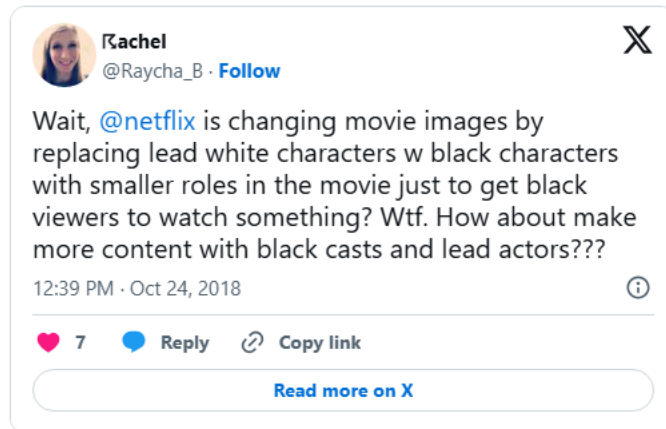 Rachel
@Raycha_B · Follow
Wait, @netflix is changing movie images by
replacing lead white characters w black characters
with smaller roles in the movie just to get black
viewers to watch something? Wtf. How about make
more content with black casts and lead actors???
12:39 PM · Oct 24, 2018
7 Reply Copy link
Read more on X